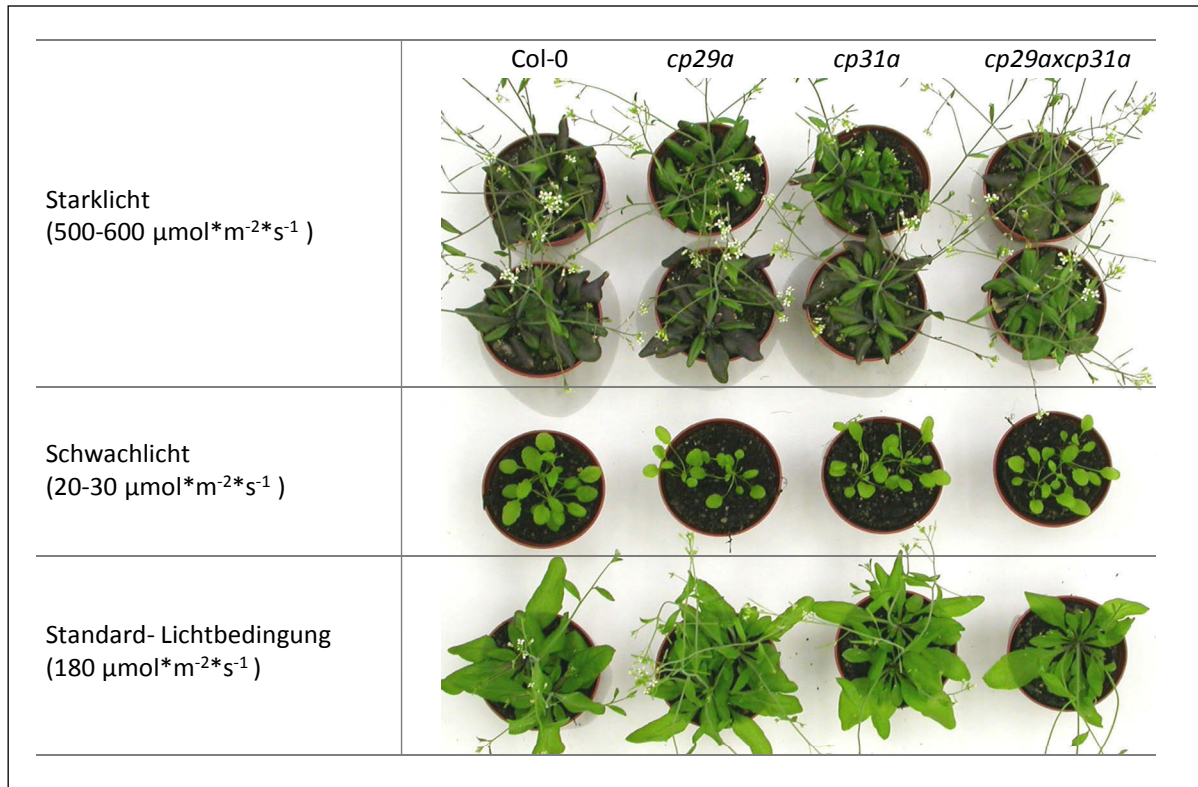 Col-0 cp29a cp31a cp29axcp31a
Starklicht
(500-600 µmol*m⁻²*s⁻¹ )
Schwachlicht
(20-30 µmol*m⁻²*s⁻¹ )
Standard- Lichtbedingung
(180 µmol*m⁻²*s⁻¹ )